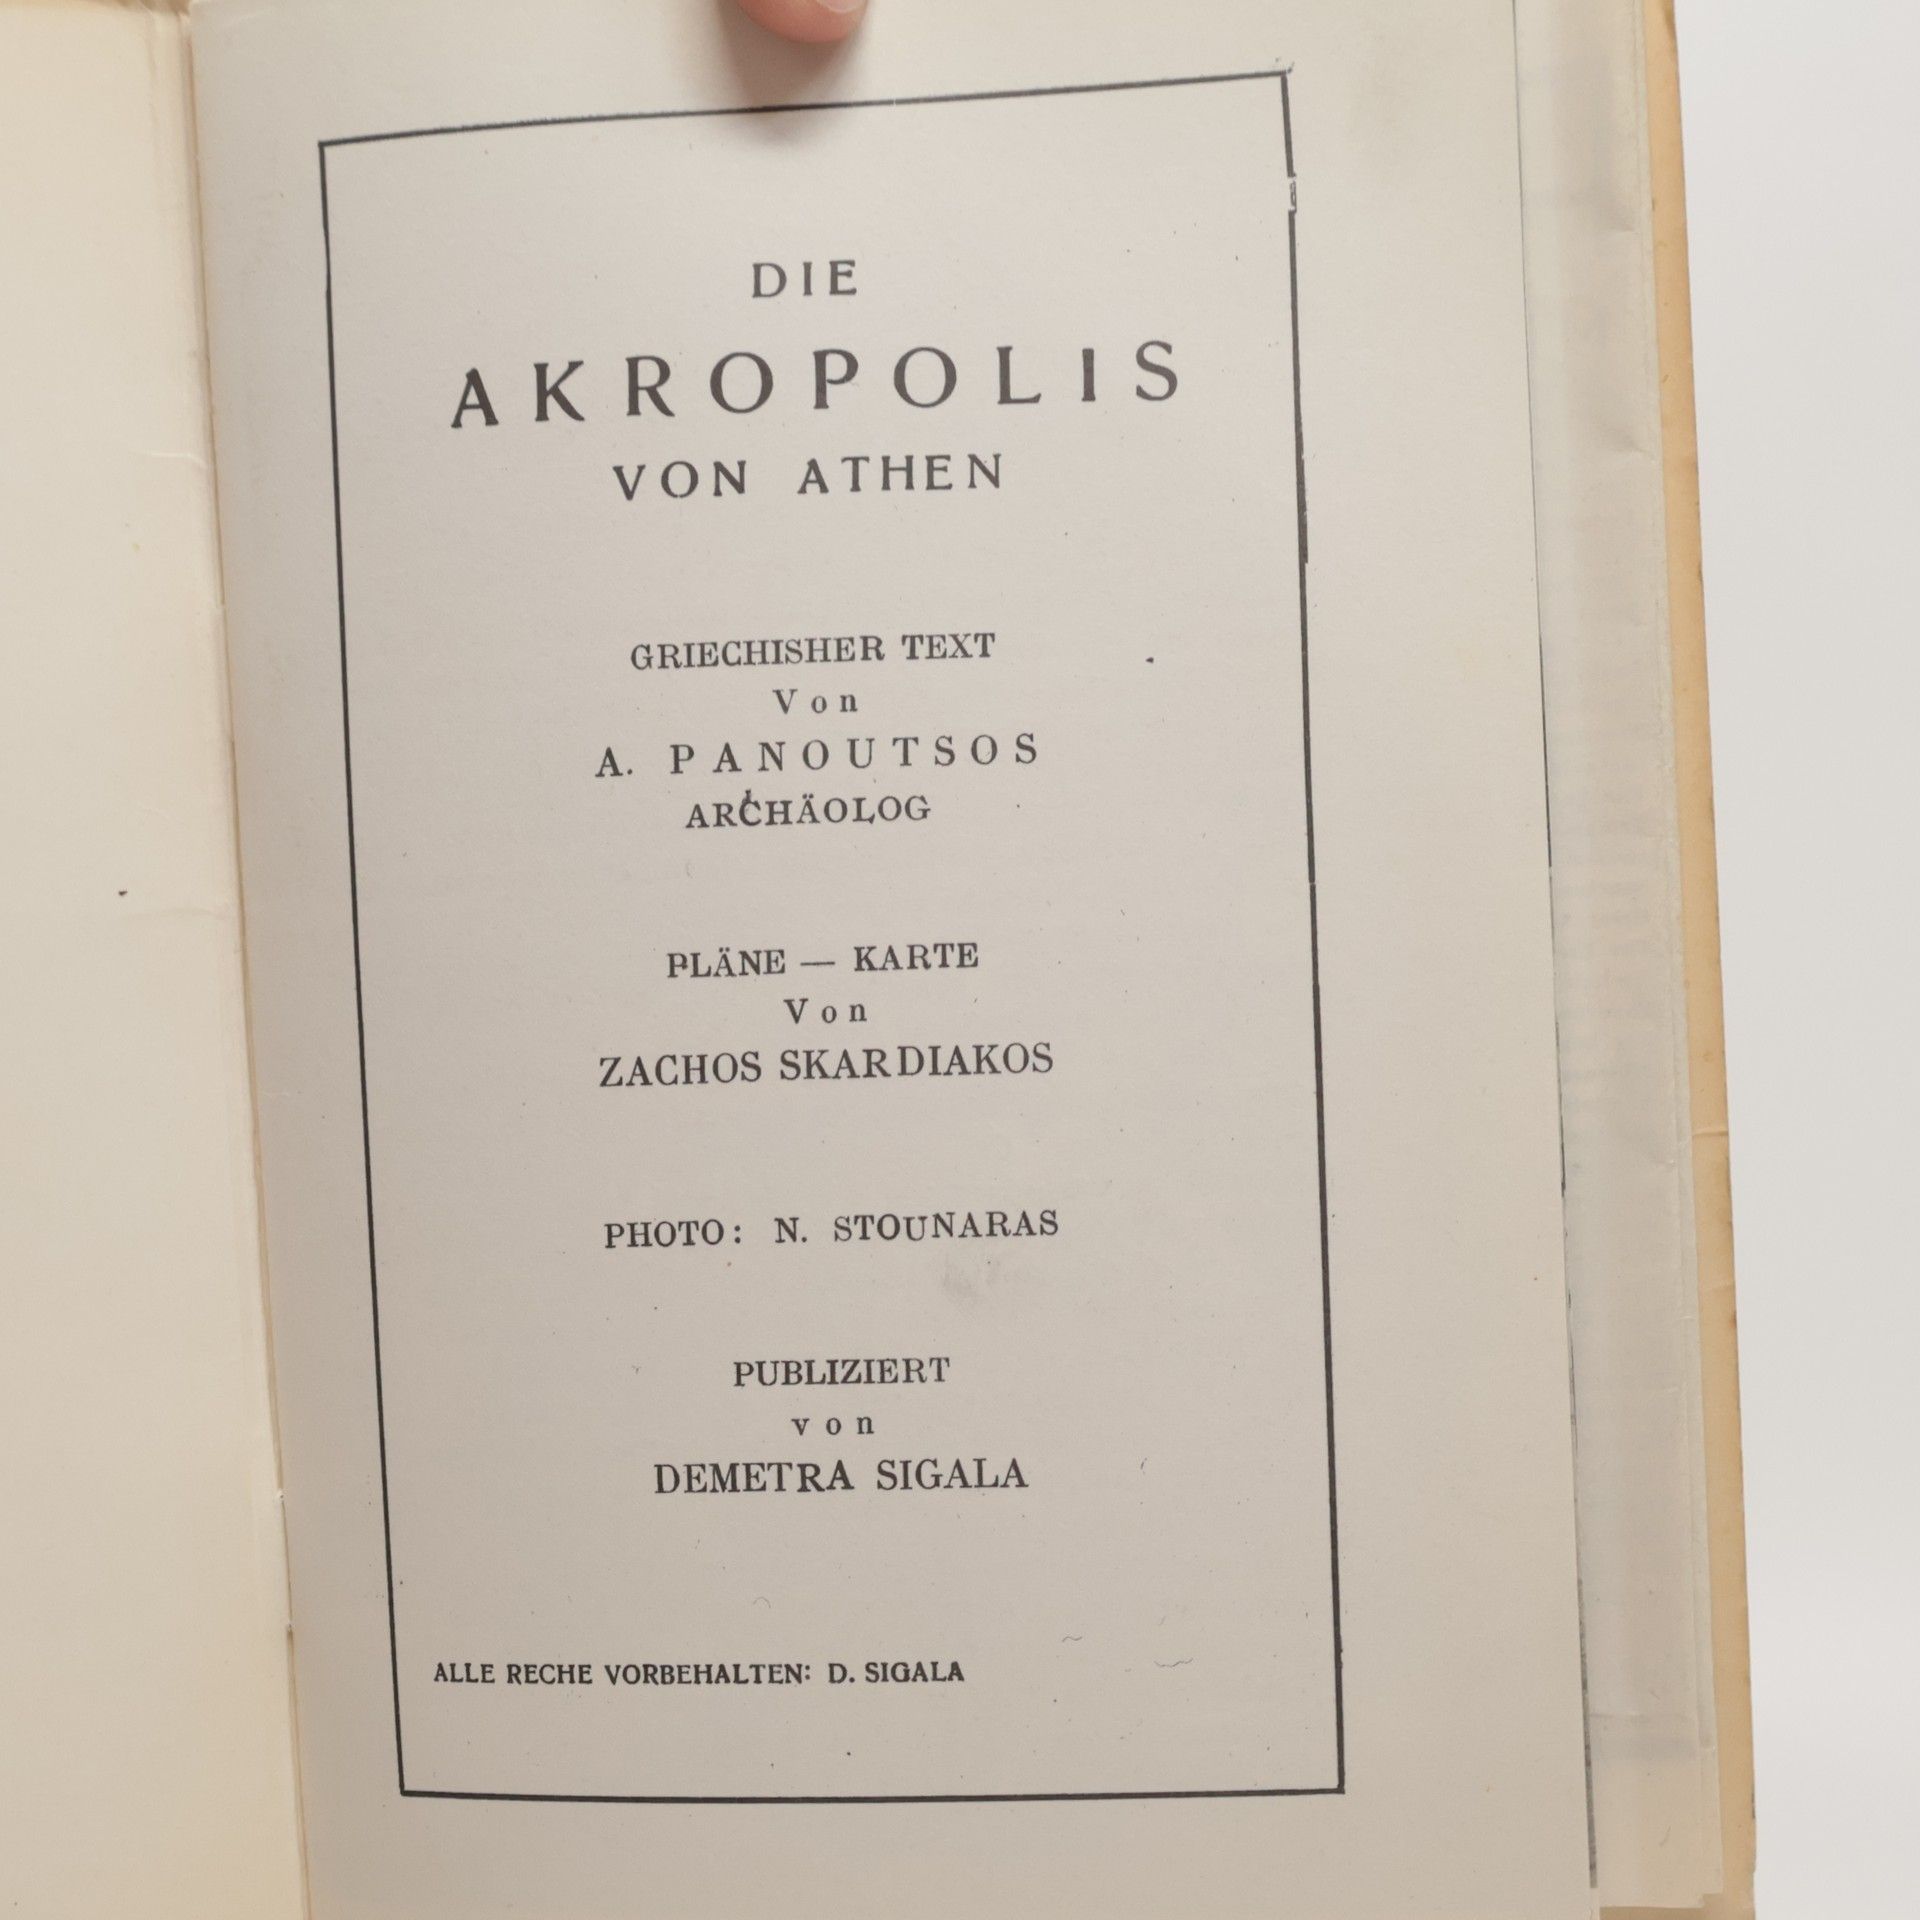 DIE
AKROPOLIS
VON ATHEN
GRIECHISHER TEXT
Von
A. PANOUTSOS
ARCHÄOLOG
PLÄNE — KARTE
Von
ZACHOS SKARDIAKOS
PHOTO: N. STOUNARAS
PUBLIZIERT
von
DEMETRA SIGALA
ALLE RECHE VORBEHALTEN: D. SIGALA